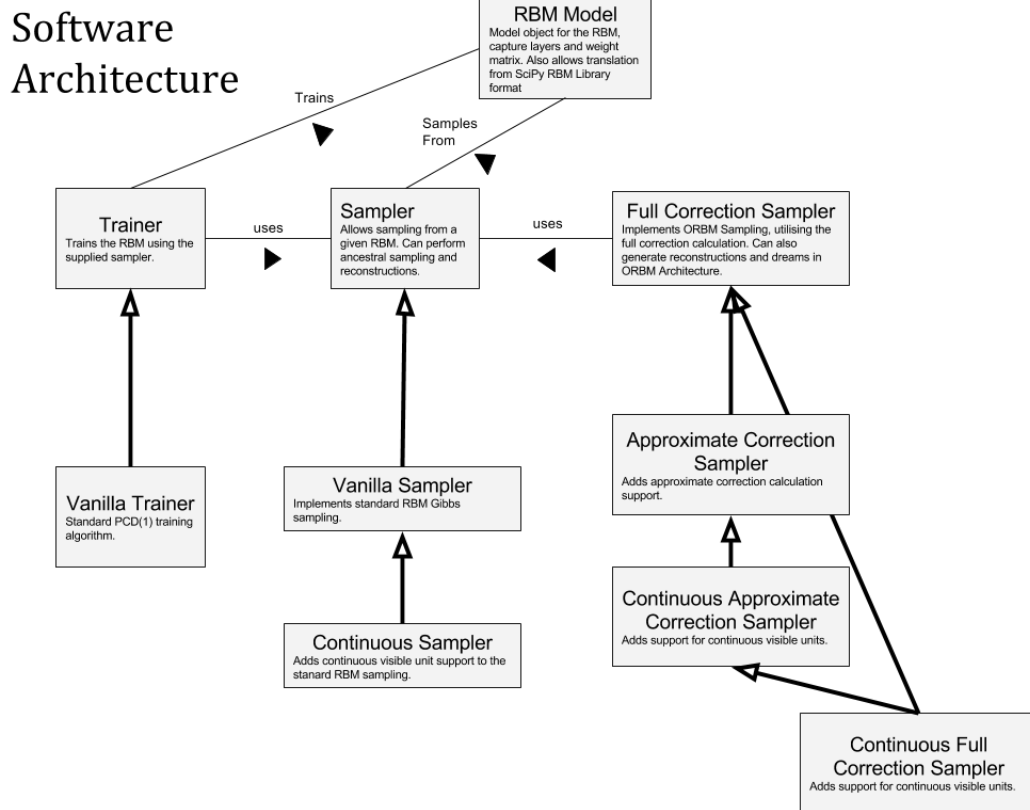 Software
Architecture
RBM Model
Model object for the RBM,
capture layers and weight
matrix. Also allows translation
from SciPy RBM Library
format
Trains
Samples
From
Trainer
Trains the RBM using the
supplied sampler.
uses
Sampler
Allows sampling from a
given RBM. Can perform
ancestral sampling and
reconstructions.
uses
Full Correction Sampler
Implements ORBM Sampling, utilising the
full correction calculation. Can also
generate reconstructions and dreams in
ORBM Architecture.
Approximate Correction
Sampler
Adds approximate correction calculation
support.
Vanilla Trainer
Standard PCD(1) training
algorithm.
Vanilla Sampler
Implements standard RBM Gibbs
sampling.
Continuous Approximate
Correction Sampler
Adds support for continuous visible units.
Continuous Sampler
Adds continuous visible unit support to the
stanard RBM sampling.
Continuous Full
Correction Sampler
Adds support for continuous visible units.